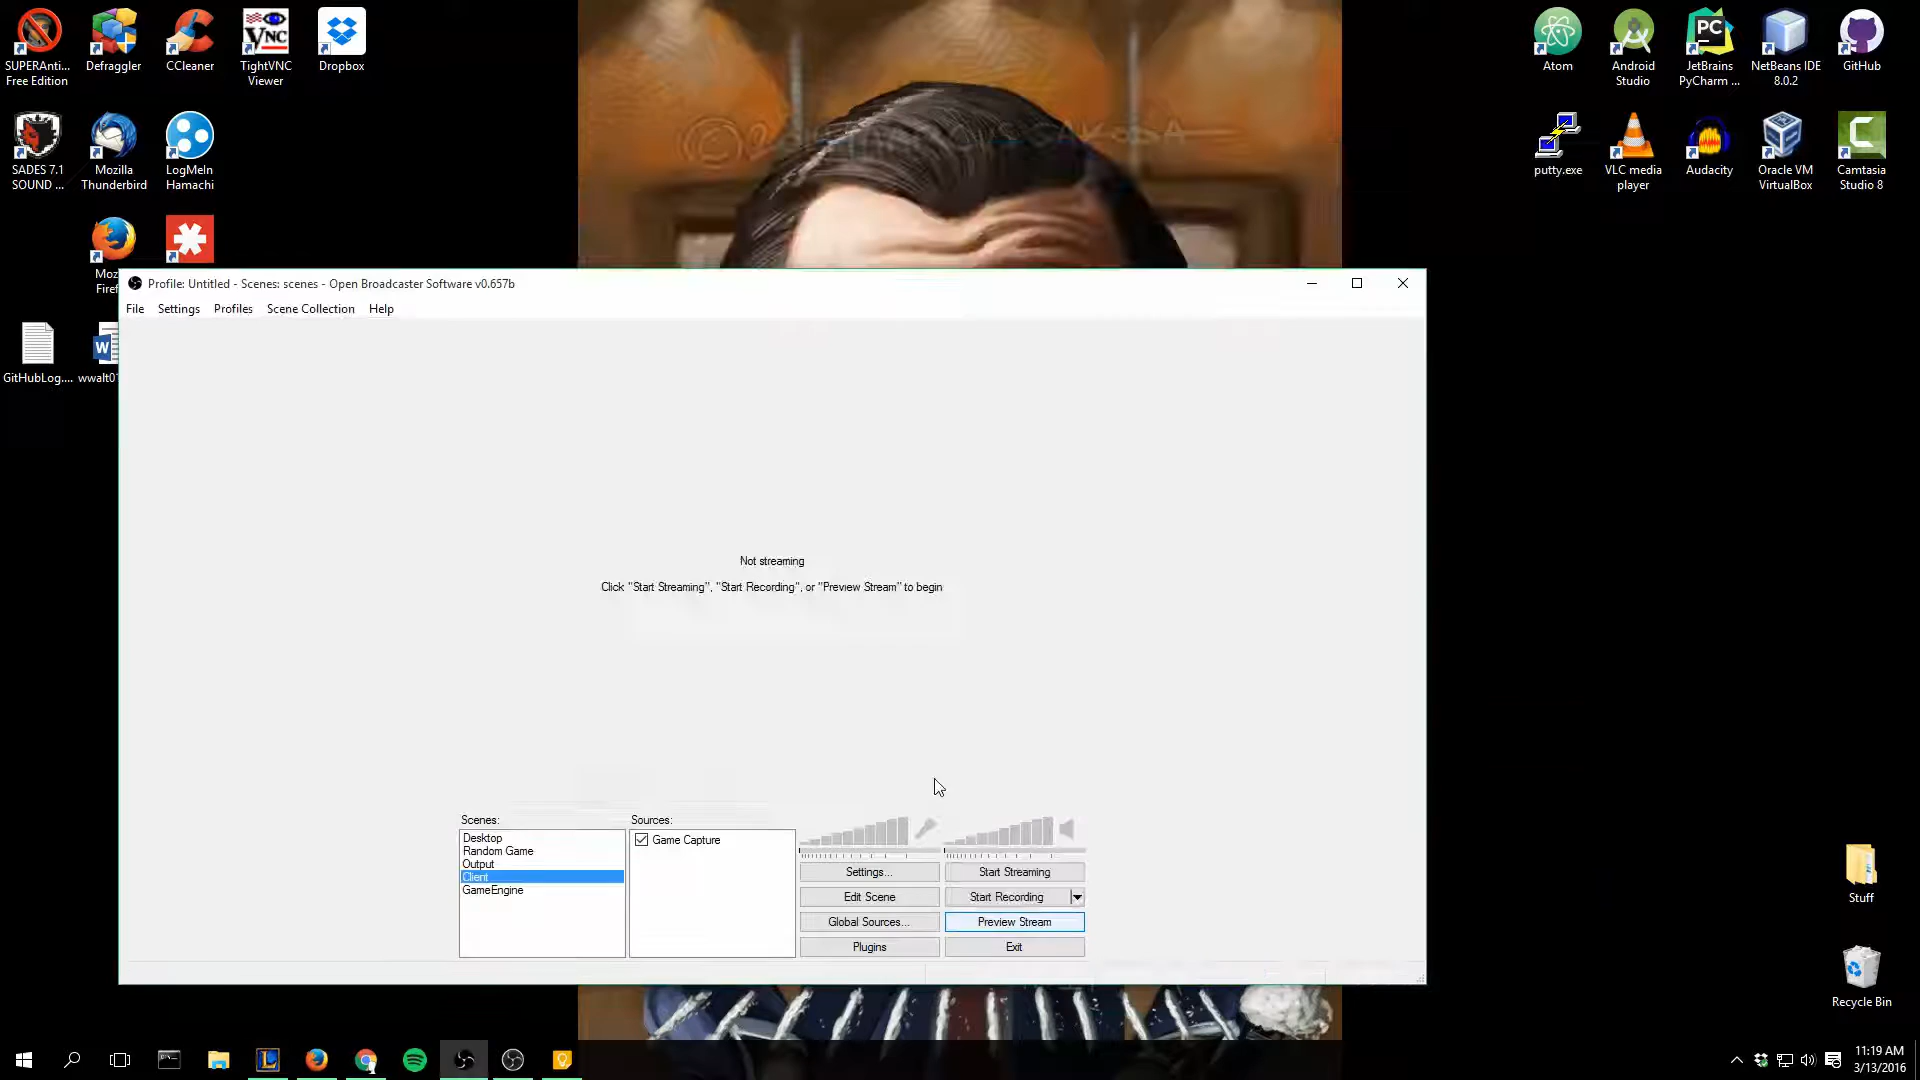 SUPERAnti...
Free Edition
Defraggler
CCleaner
TightVNC
Viewer
Dropbox
Atom
Android
Studio
JetBrains
PyCharm ...
NetBeans IDE
8.0.2
GitHub
SADES 7.1
SOUND ...
Mozilla
Thunderbird
LogMeIn
Hamachi
putty.exe
VLC media
player
Audacity
Oracle VM
VirtualBox
Camtasia
Studio 8
Moz
Firef
GitHubLog....
wwalt0
Profile: Untitled - Scenes: scenes - Open Broadcaster Software v0.657b
File
Settings
Profiles
Scene Collection
Help
Not streaming
Click "Start Streaming", "Start Recording", or "Preview Stream" to begin
Scenes:
Desktop
Random Game
Output
Client
GameEngine
Sources:
Game Capture
Settings...
Start Streaming
Edit Scene
Start Recording
Global Sources...
Preview Stream
Plugins
Exit
Stuff
Recycle Bin
11:19 AM
3/13/2016